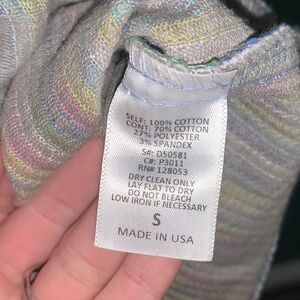 SELF: 100% COTTON
CONT: 70% COTTON
27% POLYESTER
3% SPANDEX
S#: D50581
C#: P3011
RN# 128053
DRY CLEAN ONLY
LAY FLAT TO DRY
DO NOT BLEACH
LOW IRON IF NECESSARY
S
MADE IN USA